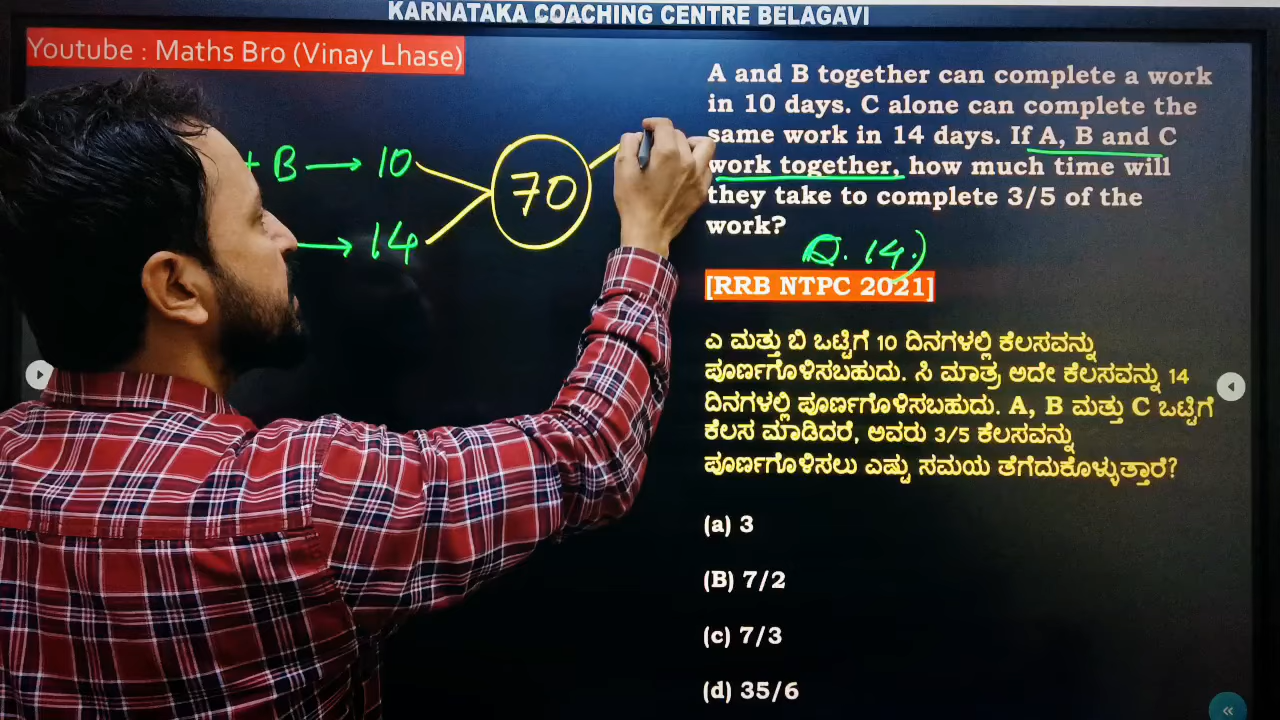 KARNATAKA COACHING CENTRE BELAGAVI
Youtube : Maths Bro (Vinay Lhase)
+ B → 10
→ 14
70
A and B together can complete a work
in 10 days. C alone can complete the
same work in 14 days. If A, B and C
work together, how much time will
they take to complete 3/5 of the
work?
Q. 14.)
[RRB NTPC 2021]
ಎ ಮತ್ತು ಬಿ ಒಟ್ಟಿಗೆ 10 ದಿನಗಳಲ್ಲಿ ಕೆಲಸವನ್ನು
ಪೂರ್ಣಗೊಳಿಸಬಹುದು. ಸಿ ಮಾತ್ರ ಅದೇ ಕೆಲಸವನ್ನು 14
ದಿನಗಳಲ್ಲಿ ಪೂರ್ಣಗೊಳಿಸಬಹುದು. A, B ಮತ್ತು C ಒಟ್ಟಿಗೆ
ಕೆಲಸ ಮಾಡಿದರೆ, ಅವರು 3/5 ಕೆಲಸವನ್ನು
ಪೂರ್ಣಗೊಳಿಸಲು ಎಷ್ಟು ಸಮಯ ತೆಗೆದುಕೊಳ್ಳುತ್ತಾರೆ?
(a) 3
(B) 7/2
(c) 7/3
(d) 35/6